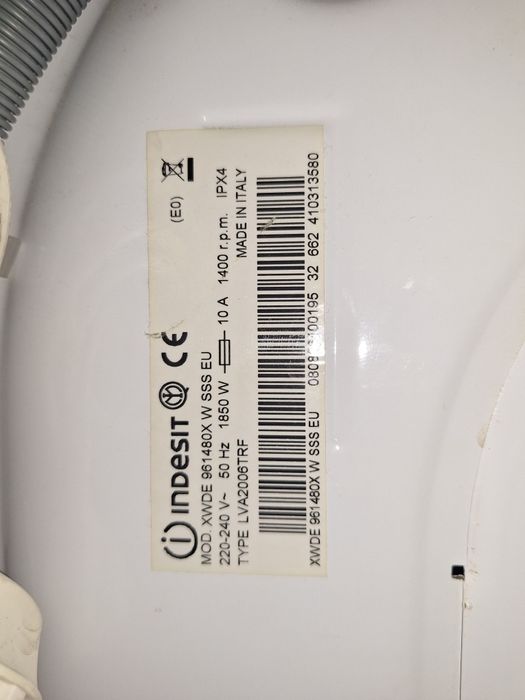 INDESIT CE
(E0)
MOD. XWDE 961480X W SSS EU
220-240 V~ 50 Hz 1850 W 10 A 1400 r.p.m. IPX4
TYPE LVA2006TRF MADE IN ITALY
XWDE 961480X W SSS EU 32 662 410313580